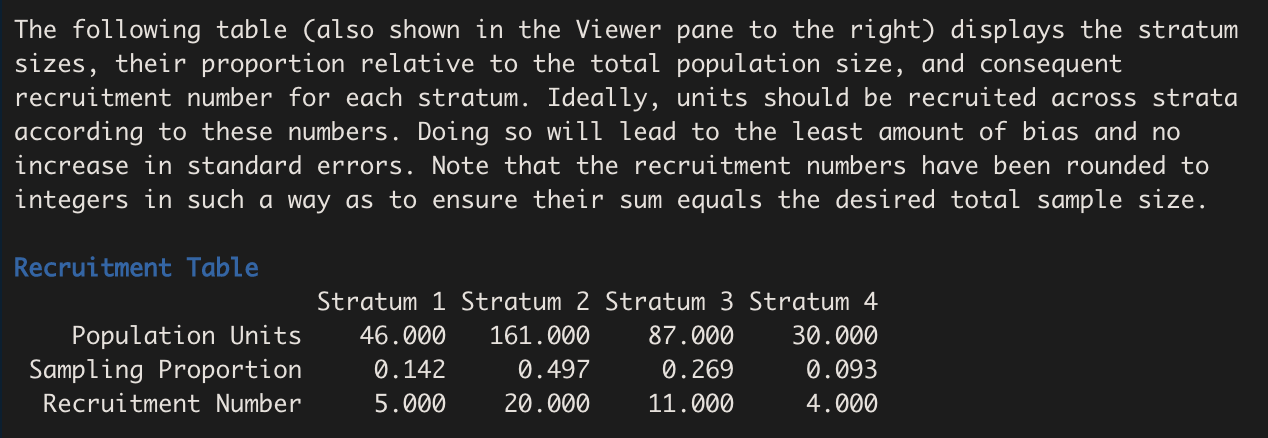 The following table (also shown in the Viewer pane to the right) displays the stratum
sizes, their proportion relative to the total population size, and consequent
recruitment number for each stratum. Ideally, units should be recruited across strata
according to these numbers. Doing so will lead to the least amount of bias and no
increase in standard errors. Note that the recruitment numbers have been rounded to
integers in such a way as to ensure their sum equals the desired total sample size.
Recruitment Table
Stratum 1 Stratum 2 Stratum 3 Stratum 4
Population Units 46.000 161.000 87.000 30.000
Sampling Proportion 0.142 0.497 0.269 0.093
Recruitment Number 5.000 20.000 11.000 4.000